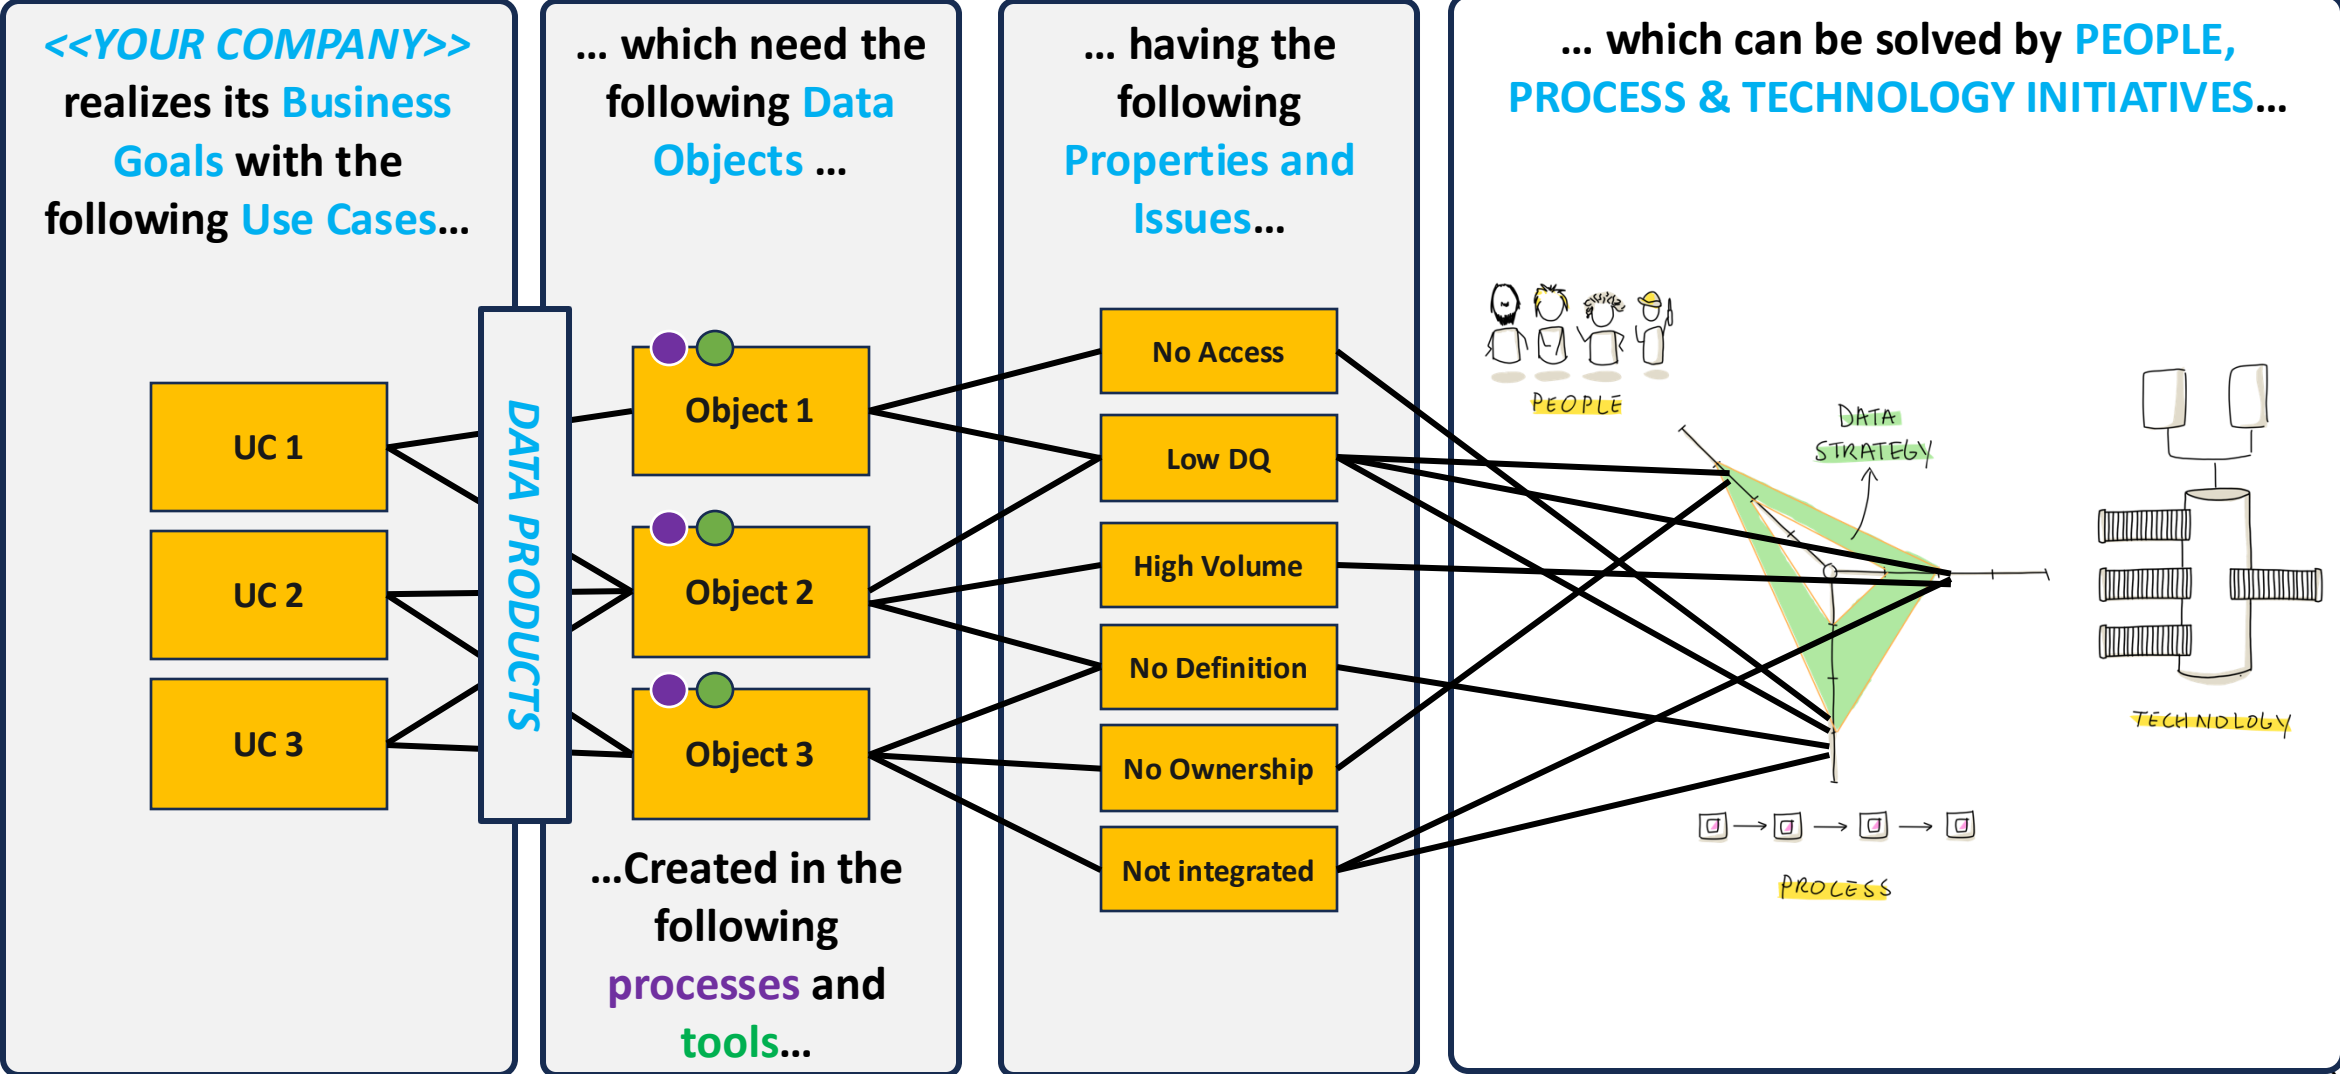 <<YOUR COMPANY>>
realizes its Business
Goals with the
following Use Cases...
UC 1
UC 2
UC 3
DATA PRODUCTS
... which need the
following Data
Objects ...
Object 1
Object 2
Object 3
...Created in the
following
processes and
tools...
... having the
following
Properties and
Issues...
No Access
Low DQ
High Volume
No Definition
No Ownership
Not integrated
... which can be solved by PEOPLE,
PROCESS & TECHNOLOGY INITIATIVES...
PEOPLE
DATA
STRATEGY
TECHNOLOGY
PROCESS